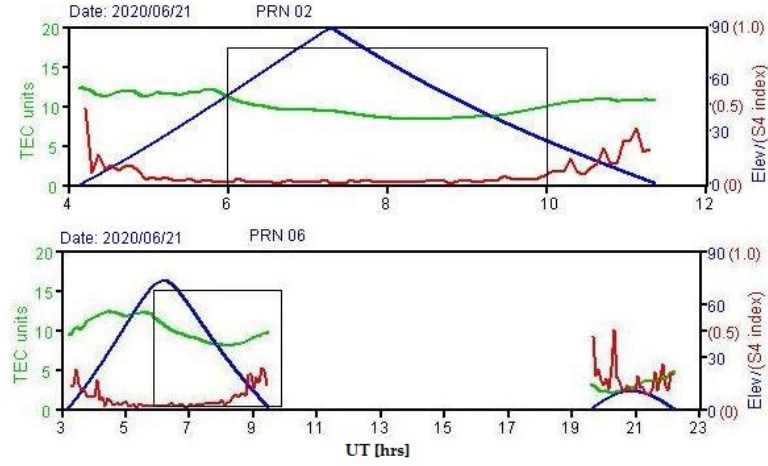 Date: 2020/06/21 PRN 02
20
15
10
5
0
TEC units
90 (1.0)
60
(0.5)
30
0 (0)
Elev/(S4 index)
4 6 8 10 12
Date: 2020/06/21 PRN 06
20
15
10
5
0
TEC units
90 (1.0)
60
(0.5)
30
0 (0)
Elev/(S4 index)
3 5 7 9 11 13 15 17 19 21 23
UT [hrs]